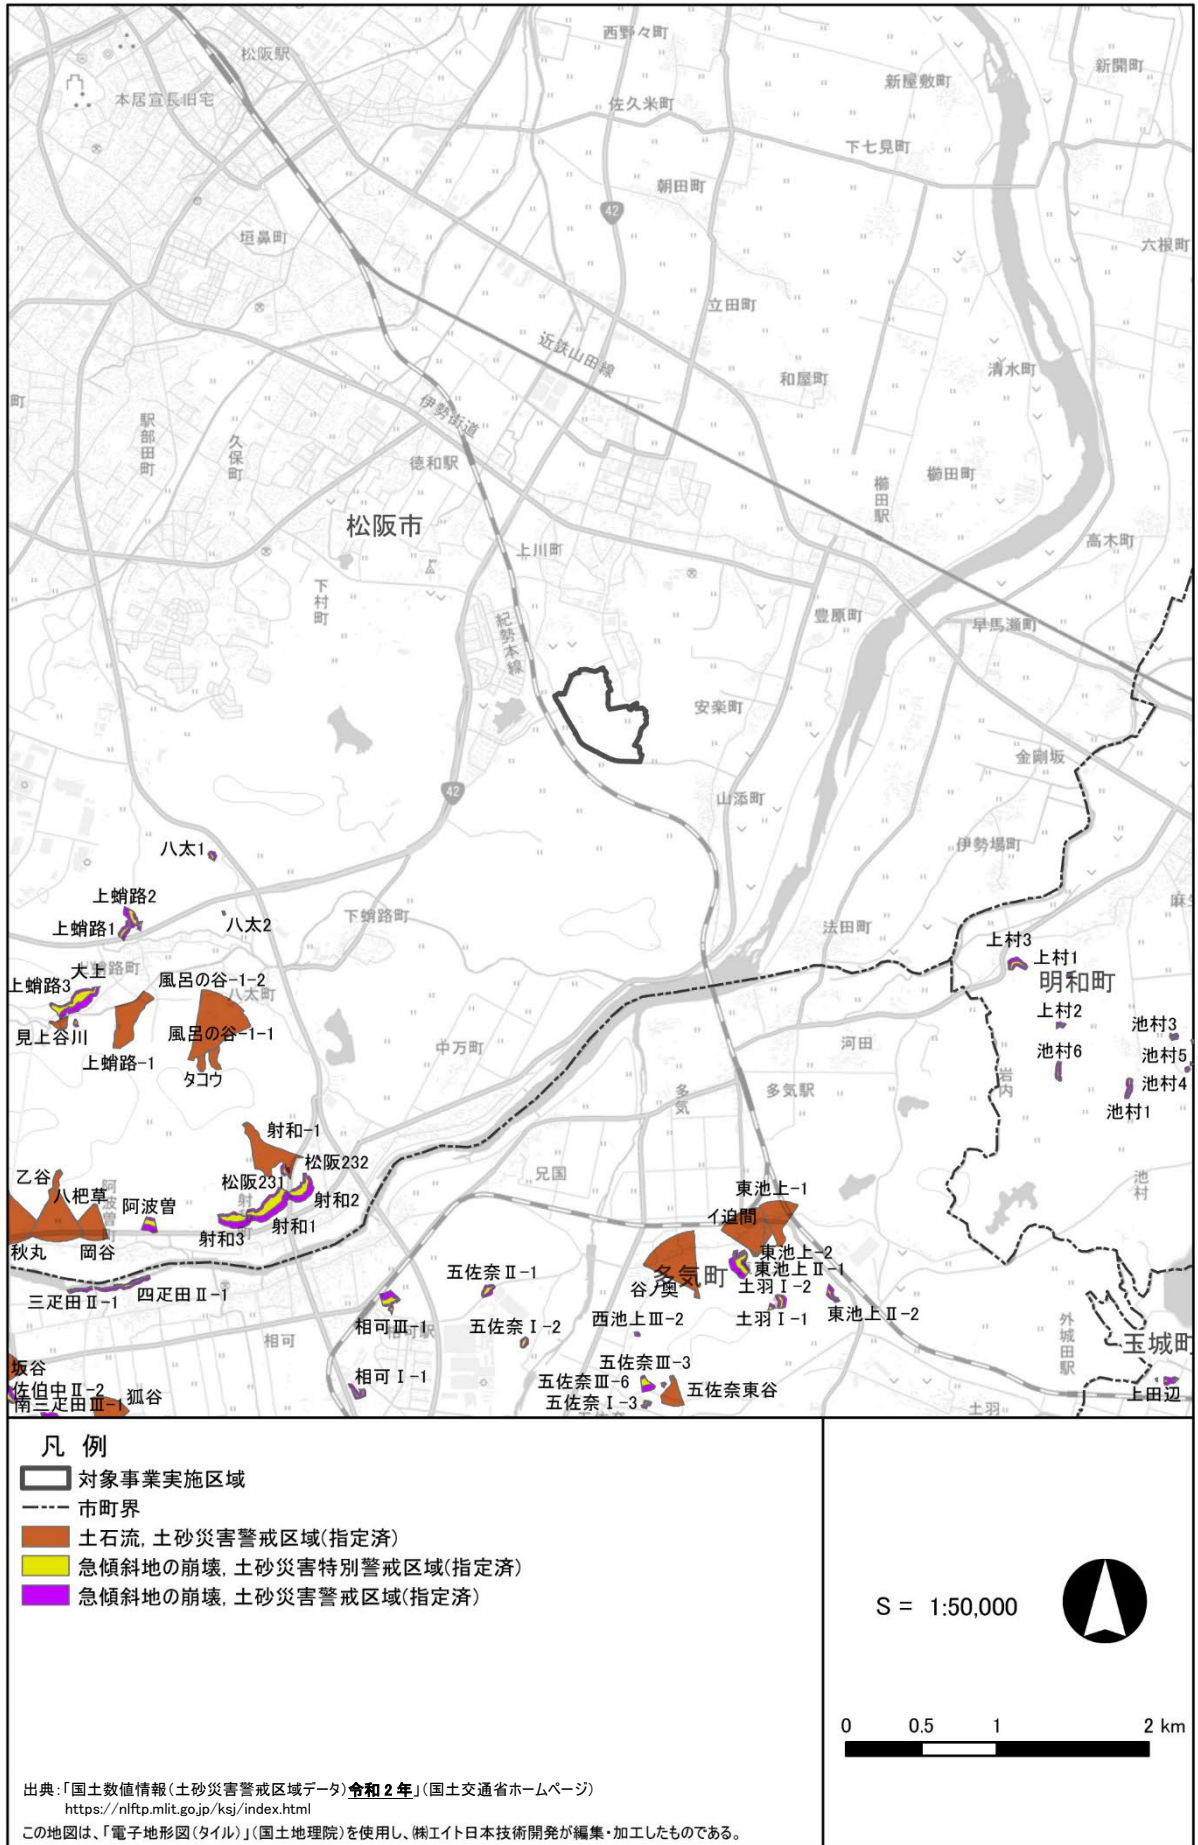 西野々町
松阪駅
新屋敷町
新開町
本居宣長旧宅
佐久米町
下七見町
朝田町
42
垣鼻町
六根町
立田町
近鉄山田線
和屋町
清水町
町
伊勢街道
駅部田町
久保町
徳和駅
櫛田町
櫛田駅
松阪市
上川町
高木町
下村町
豊原町
早馬瀬町
紀勢本線
安楽町
金剛坂
42
山添町
伊勢場町
八太1
上蛸路2
下蛸路町
八太2
上蛸路1
法田町
上村3
上村1
明和町
上蛸路3
犬上
風呂の谷-1-2
八太町
上村2
池村3
見上谷川
風呂の谷-1-1
中万町
河田
池村6
池村5
上蛸路-1
タコウ
多気
多気駅
岩内
池村4
池村1
射和-1
松阪232
乙谷
兄国
池村
松阪231
射和2
東池上-1
八杷草
阿波曽町
阿波曽
イ迫間
射和1
射和3
秋丸
岡谷
東池上-2
東池上Ⅱ-1
五佐奈Ⅱ-1
多気町
谷ノ奥
土羽Ⅰ-2
三疋田Ⅱ-1
四疋田Ⅱ-1
西池上Ⅲ-2
土羽Ⅰ-1
東池上Ⅱ-2
相可Ⅲ-1
五佐奈Ⅰ-2
外城田駅
相可
玉城町
五佐奈Ⅲ-3
坂谷
相可Ⅰ-1
五佐奈Ⅲ-6
五佐奈東谷
佐伯中Ⅱ-2
上田辺
南三疋田Ⅲ-1
狐谷
五佐奈Ⅰ-3
土羽
凡 例
対象事業実施区域
市町界
土石流, 土砂災害警戒区域(指定済)
急傾斜地の崩壊, 土砂災害特別警戒区域(指定済)
急傾斜地の崩壊, 土砂災害警戒区域(指定済)
S = 1:50,000
0 0.5 1 2 km
出典:「国土数値情報(土砂災害警戒区域データ)令和2年」(国土交通省ホームページ)
https://nlftp.mlit.go.jp/ksj/index.html
この地図は、「電子地形図(タイル)」(国土地理院)を使用し、㈱エイト日本技術開発が編集・加工したものである。